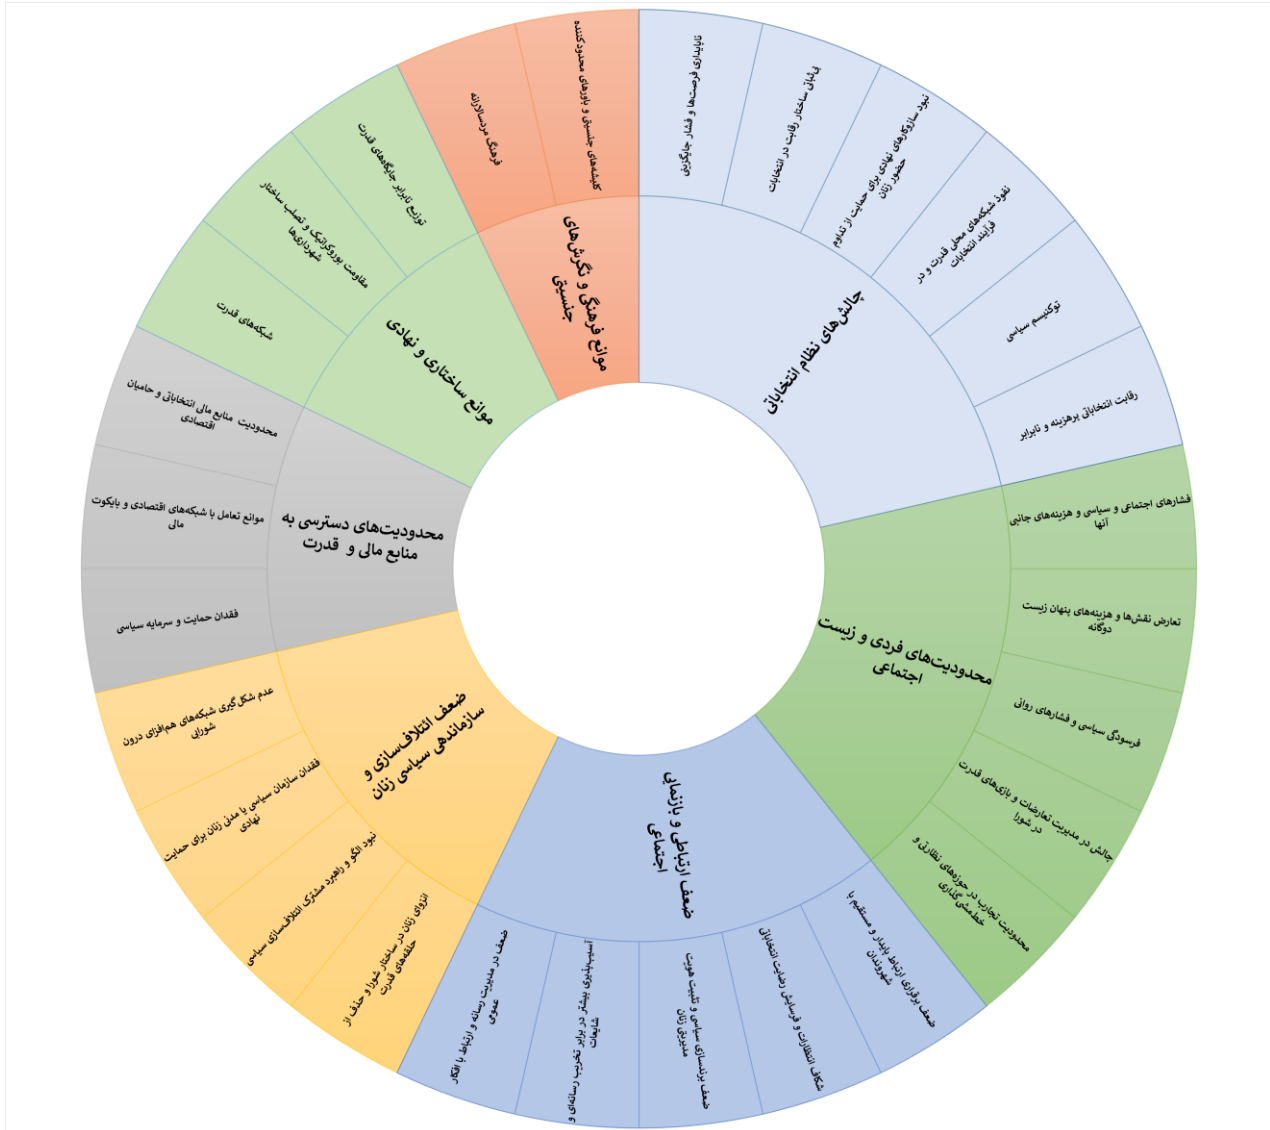 چالش‌های نظام انتخاباتی
ناپایداری فرصت‌ها و فشار جایگزینی
بی‌ثباتی ساختار رقابت در انتخابات
نبود سازوکارهای نهادی برای حمایت از تداوم
حضور زنان
نفوذ شبکه‌های محلی قدرت و در
فرآیند انتخابات
توکنیسم سیاسی
رقابت انتخاباتی پرهزینه و نابرابر
محدودیت‌های فردی و زیست
اجتماعی
فشارهای اجتماعی و سیاسی و هزینه‌های جانبی
آنها
تعارض نقش‌ها و هزینه‌های پنهان زیست
دوگانه
فرسودگی سیاسی و فشارهای روانی
چالش در مدیریت تعارضات و بازی‌های قدرت
در شورا
محدودیت تجارب در حوزه‌های نظارتی و
خط‌مشی‌گذاری
ضعف ارتباطی و بازنمایی
اجتماعی
ضعف برقراری ارتباط پایدار و مستقیم با
شهروندان
شکاف انتظارات و فرسایش رضایت انتخاباتی
ضعف برندسازی سیاسی و تثبیت هویت
مدیریتی زنان
آسیب‌پذیری بیشتر در برابر تخریب رسانه‌ای و
شایعات
ضعف در مدیریت رسانه و ارتباط با افکار
عمومی
ضعف ائتلاف‌سازی و
سازماندهی سیاسی زنان
انزوای زنان در ساختار شورا و حذف از
حلقه‌های قدرت
نبود الگو و راهبرد مشترک ائتلاف‌سازی سیاسی
فقدان سازمان سیاسی یا مدنی زنان برای حمایت
نهادی
عدم شکل‌گیری شبکه‌های هم‌افزای درون
شورایی
محدودیت‌های دسترسی به
منابع مالی و قدرت
فقدان حمایت و سرمایه سیاسی
موانع تعامل با شبکه‌های اقتصادی و بایکوت
مالی
محدودیت منابع مالی انتخاباتی و حامیان
اقتصادی
موانع ساختاری و نهادی
شبکه‌های قدرت
مقاومت بوروکراتیک و تصلب ساختار
شهرداری‌ها
توزیع نابرابر جایگاه‌های قدرت
موانع فرهنگی و نگرش‌های
جنسیتی
فرهنگ مردسالارانه
کلیشه‌های جنسیتی و باورهای محدودکننده